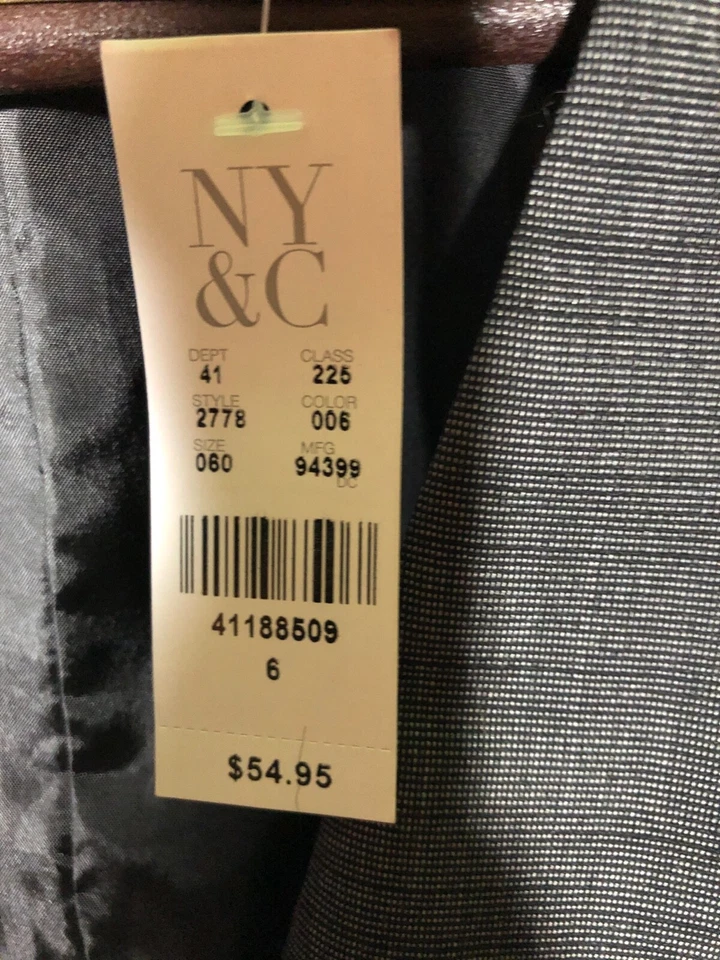 NY
&C
DEPT CLASS
41 225
STYLE COLOR
2778 006
SIZE MFG
060 94399
DC
41188509
6
$54.95